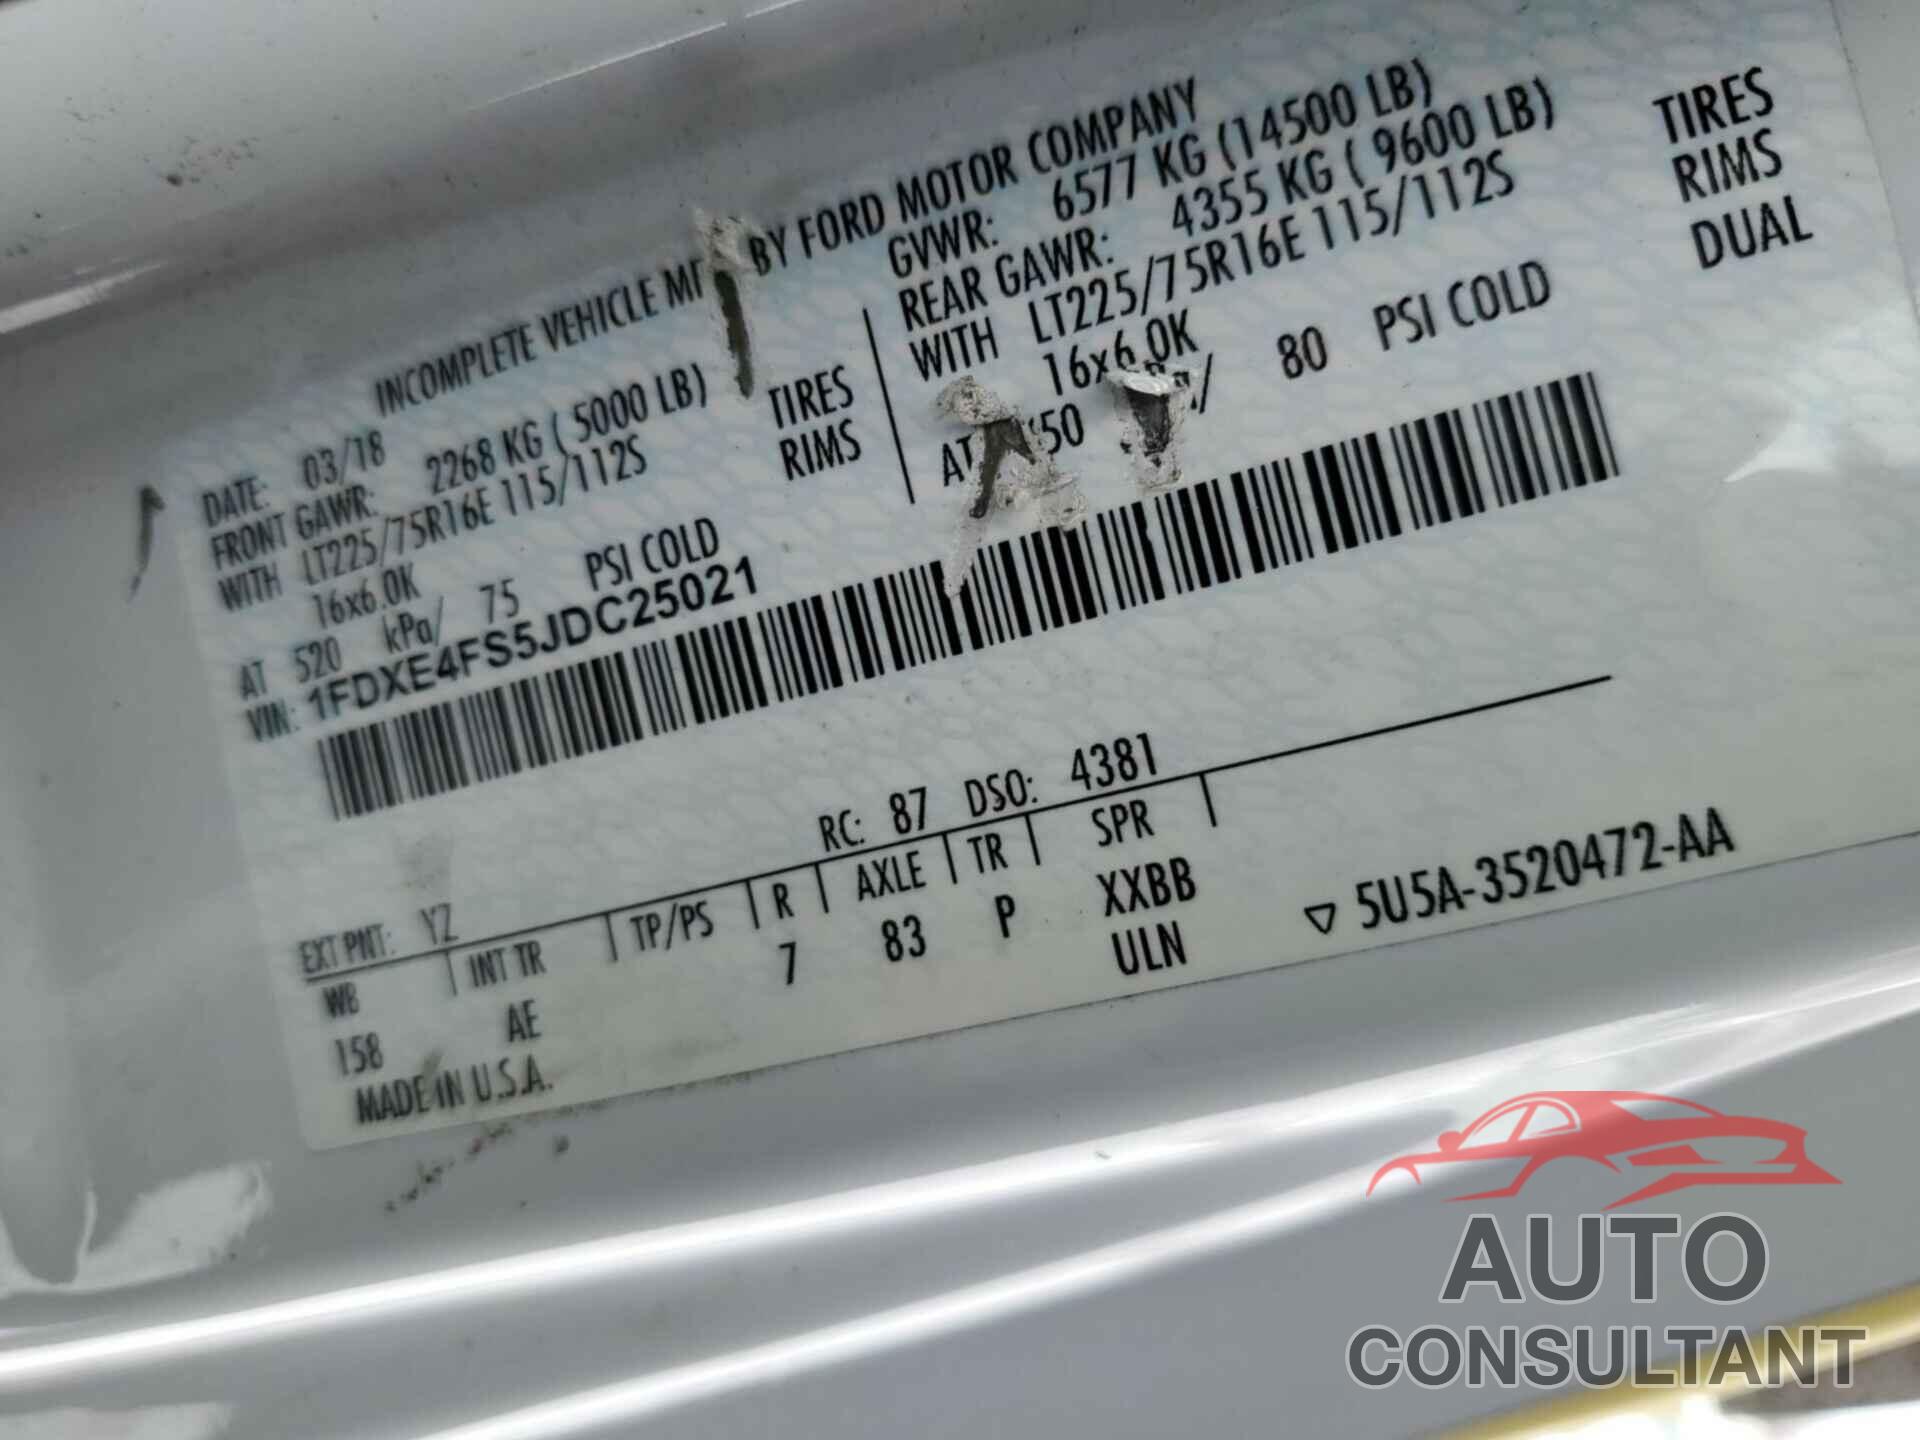 INCOMPLETE VEHICLE MF BY FORD MOTOR COMPANY
DATE: 03/18
GVWR: 6577 KG (14500 LB)
FRONT GAWR: 2268 KG ( 5000 LB)
REAR GAWR: 4355 KG ( 9600 LB)
WITH LT225/75R16E 115/112S TIRES
WITH LT225/75R16E 115/112S TIRES
16x6.0K RIMS
16x6.0K RIMS
AT 520 kPa/ 75 PSI COLD
AT 80 PSI COLD DUAL
VIN: 1FDXE4FS5JDC25021
EXT PNT: YZ RC: 87 DSO: 4381
WB INT TR TP/PS R AXLE TR SPR
158 AE 7 83 P XXBB
ULN
MADE IN U.S.A.
5U5A-3520472-AA
AUTO
CONSULTANT